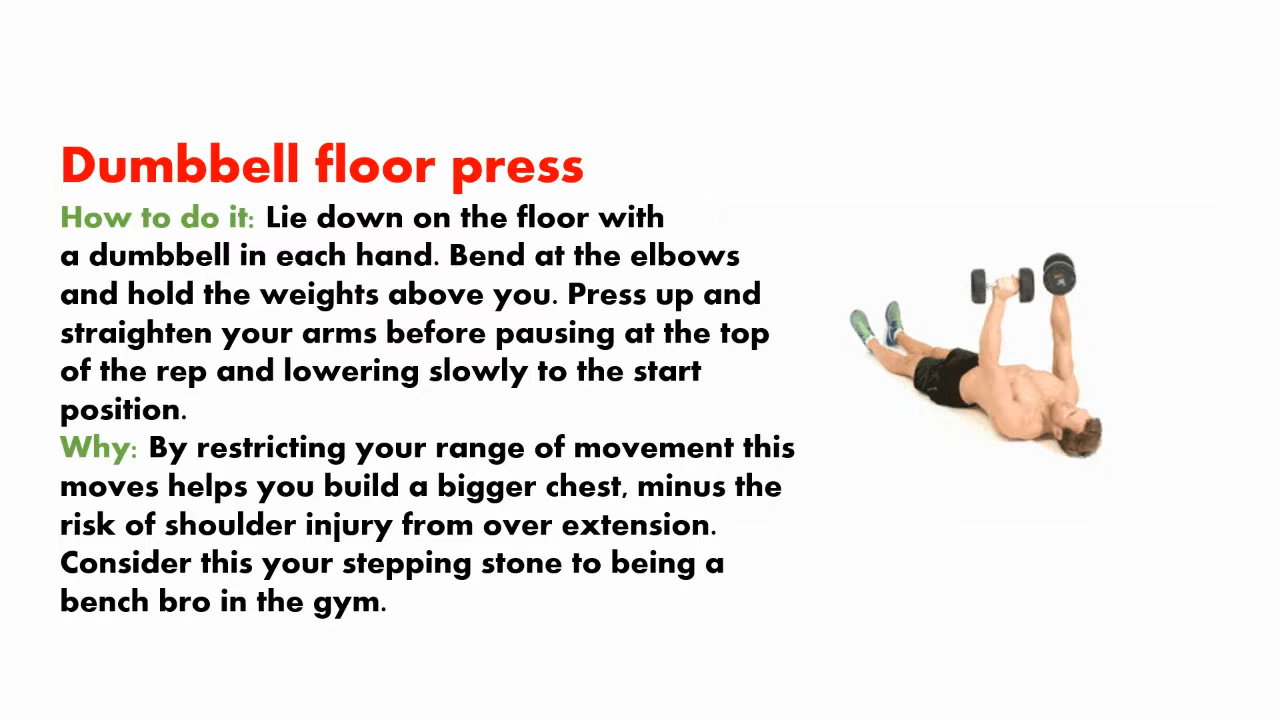 Dumbbell floor press
How to do it: Lie down on the floor with
a dumbbell in each hand. Bend at the elbows
and hold the weights above you. Press up and
straighten your arms before pausing at the top
of the rep and lowering slowly to the start
position.
Why: By restricting your range of movement this
moves helps you build a bigger chest, minus the
risk of shoulder injury from over extension.
Consider this your stepping stone to being a
bench bro in the gym.